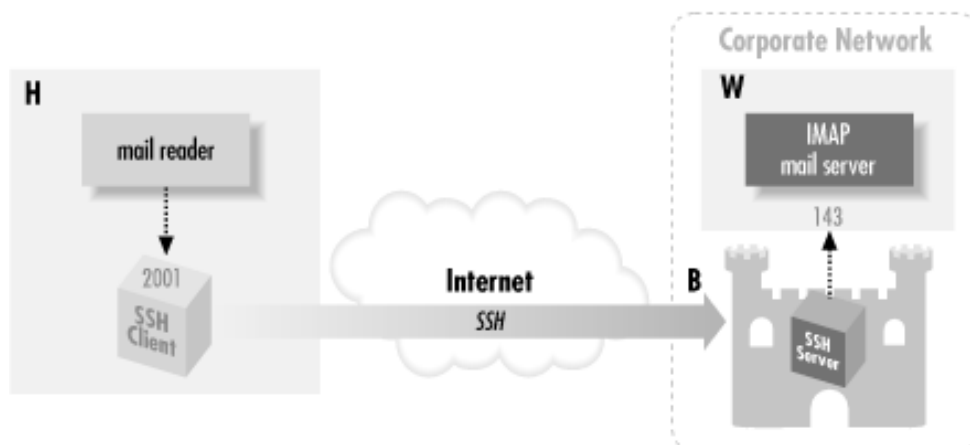 Corporate Network
H
mail reader
2001
SSH
Client
Internet
SSH
B
W
IMAP
mail server
143
SSH
Server